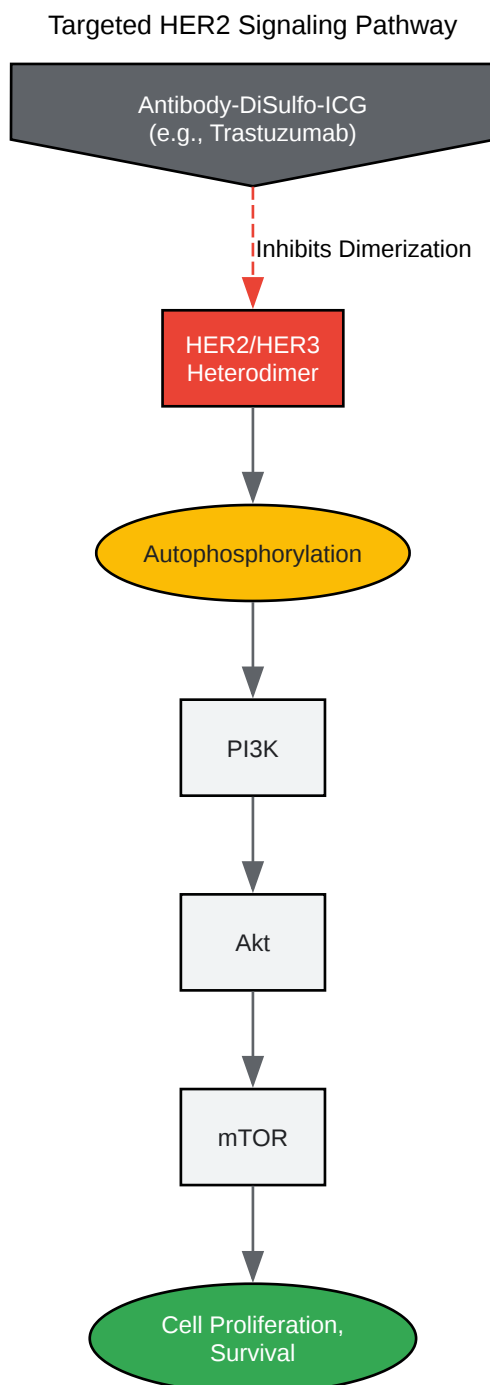 Targeted HER2 Signaling Pathway
Antibody-DiSulfo-ICG
(e.g., Trastuzumab)
Inhibits Dimerization
HER2/HER3
Heterodimer
Autophosphorylation
PI3K
Akt
mTOR
Cell Proliferation,
Survival